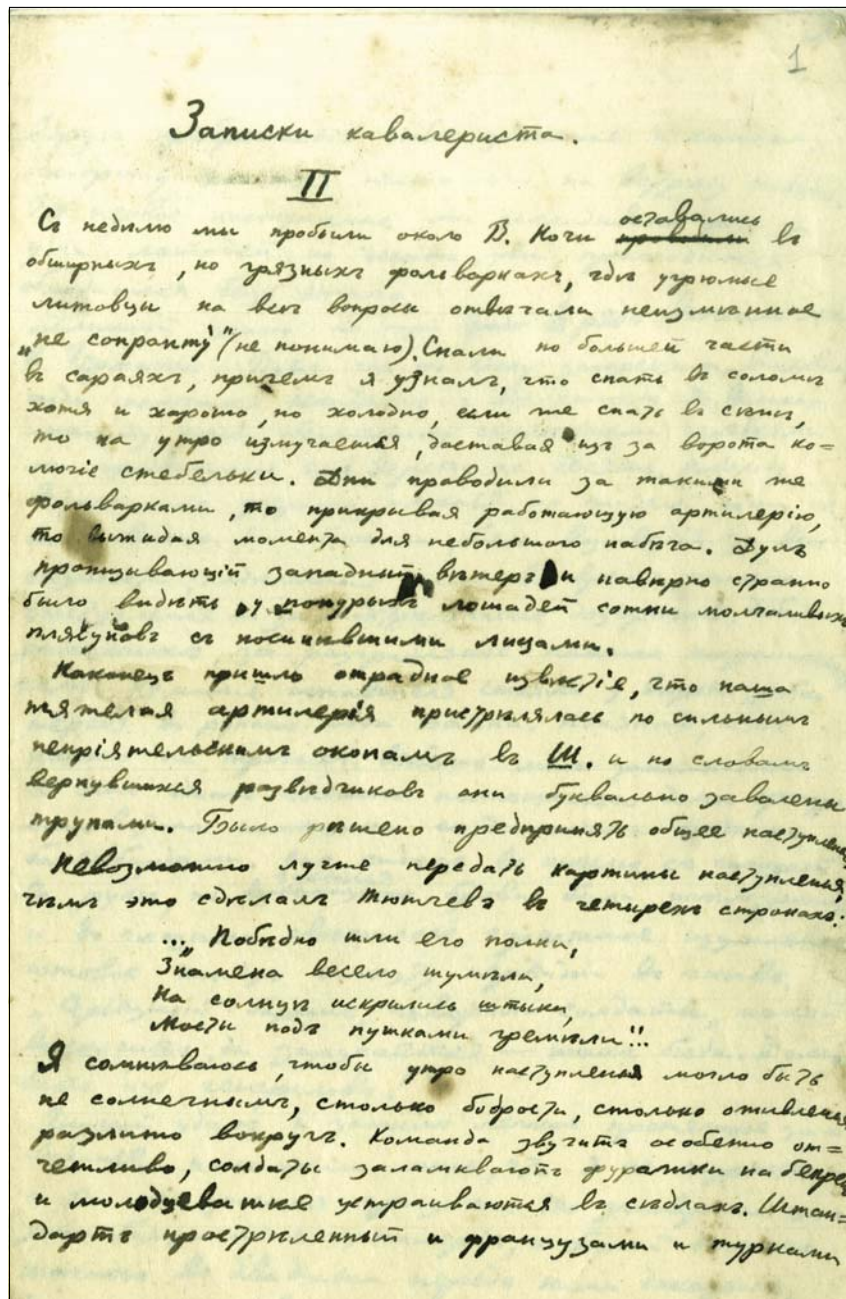 1
Записки кавалериста.
II
Съ недѣлю мы пробыли около В. Ночи оставались проводили въ
обширныхъ, но грязныхъ фольваркахъ, гдѣ угрюмые
литовцы на всѣ вопросы отвѣчали неизмѣнное
„не сопранту" (не понимаю). Спали по большей части
въ сараяхъ, причемъ я узналъ, что спать въ соломѣ
хотя и хорошо, но холодно, если же спать въ сѣнѣ,
то на утро измучаешься, доставая изъ за ворота ко=
лючіе стебельки. Дни проводили за такими же
фольварками, то прикрывая работающую артилерію,
то выжидая момента для небольшого набѣга. Дулъ
пронизывающій западный вѣтеръ и навѣрно странно
было видѣть у понурыхъ лошадей сотни молчаливыхъ
плясуновъ съ посинѣвшими лицами.
Наконецъ пришло отрадное извѣстіе, что наша
тяжелая артилерія пристрѣлялась по сильнымъ
непріятельскимъ окопамъ въ Ш. и по словамъ
вернувшихся развѣдчиковъ они буквально завалены
трупами. Было рѣшено предпринять общее наступленіе
Невозможно лучше передать картины наступленья,
чѣмъ это сдѣлалъ Тютчевъ въ четырехъ строкахъ:
...„Побѣдно шли его полки,
Знамена весело шумѣли,
На солнцѣ искрились штыки,
Мосты подъ пушками гремѣли!!
Я сомнѣваюсь, чтобы утро наступленья могло быть
не солнечнымъ, столько бодрости, столько оживленья
разлито вокругъ. Команда звучитъ особенно от=
четливо, солдаты заламываютъ фуражки на бекрень
и молодцеватѣе устраиваются въ сѣдлахъ. Штан=
дартъ прострѣленный и французами и турками